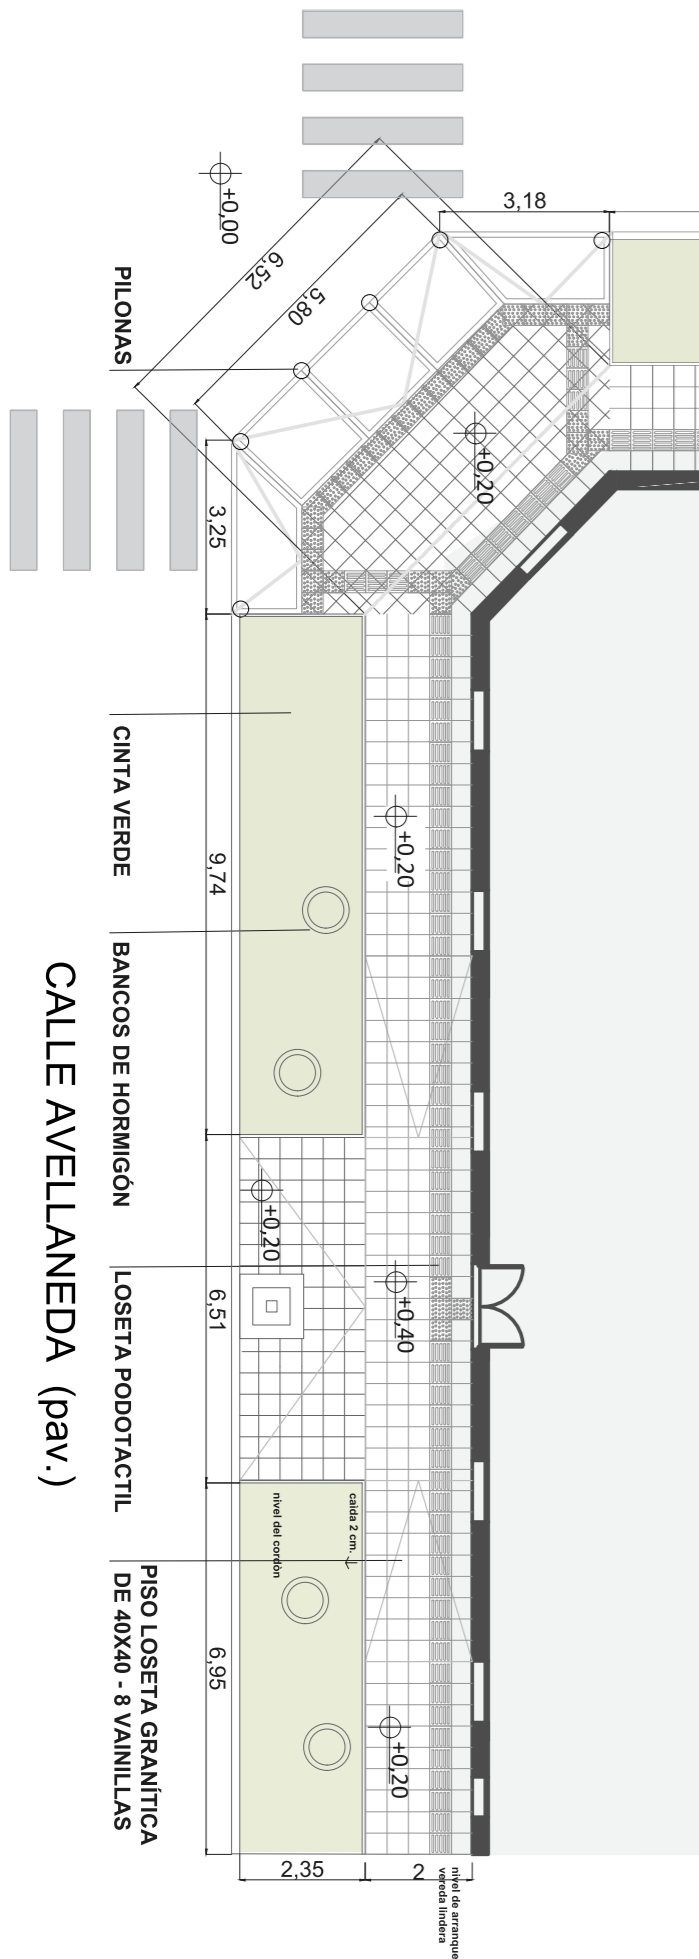 3,18
+0,00
6,52
5,80
PILONAS
+0,20
3,25
CINTA VERDE
+0,20
9,74
BANCOS DE HORMIGÓN
CALLE AVELLANEDA (pav.)
+0,20
+0,40
6,51
LOSETA PODOTACTIL
caida 2 cm.
nivel del cordòn
PISO LOSETA GRANÍTICA
DE 40X40 - 8 VAINILLAS
6,95
+0,20
2,35
2
nivel de arranque
vereda lindera